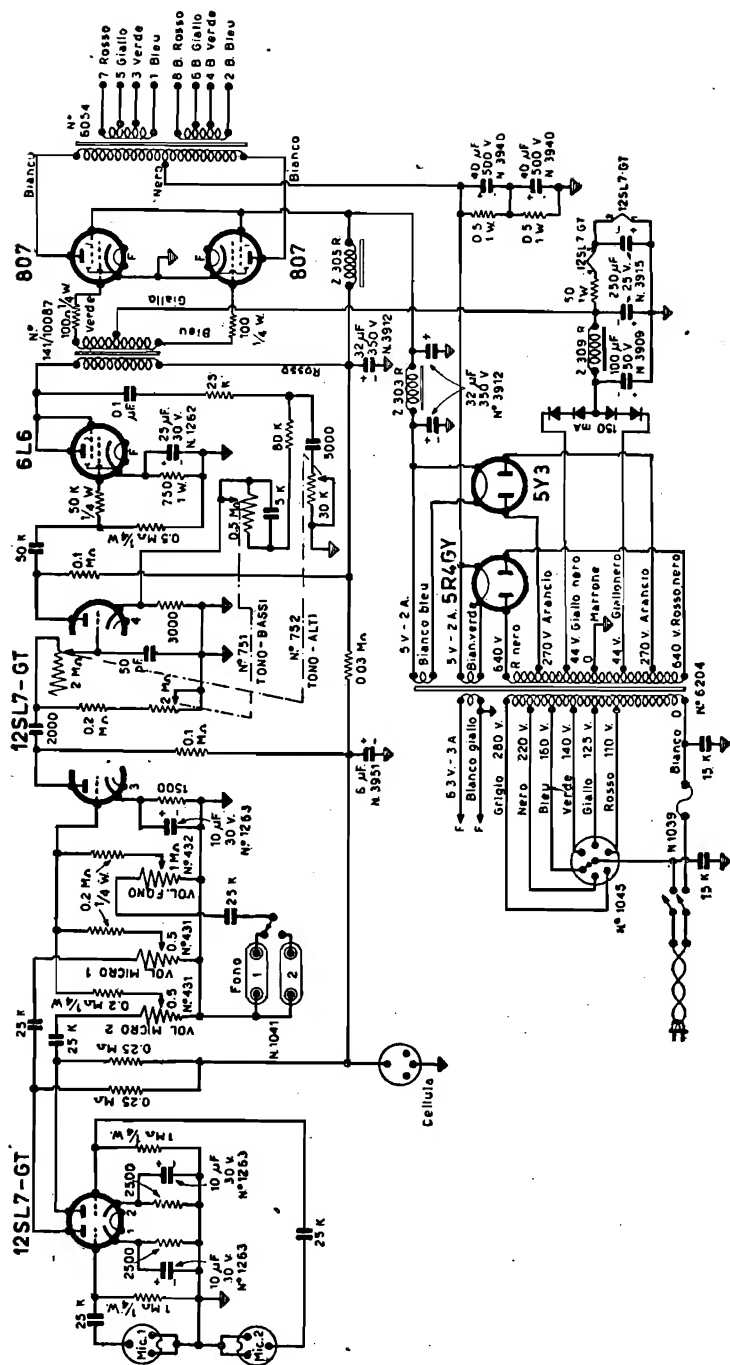 12SL7-GT
12SL7-GT
6L6
807
807
N°
6054
7 Rosso
5 Giallo
3 Verde
1 Bleu
8 B. Rosso
6 B Giallo
4 B Verde
2 B. Bleu
Bianco
Nero
Bianco
N°
141/10087
100Ω 1/4 W.
Verde
Giallo
Bleu
100
1/4 W.
Rosso
0.1
µF
25
K
25 µF.
30 V.
N.1262
750
1 W.
50 K
1/4 W
0.5 MΩ 1/4 W
50 K
0.1
MΩ
4
3000
0.5 MΩ
5 K
80 K
5000
30 K
N° 751
TONO-BASSI
N° 752
TONO-ALTI
2 MΩ
50
pF.
2000
0.2
MΩ
2 MΩ
0.1
MΩ
0.03 MΩ
3
1500
10 µF
30 V.
N° 1263
0.2 MΩ
1/4 W.
1 MΩ
N° 432
VOL. FONO
0.5
N°431
VOL MICRO 1
0.2 MΩ 1/4 W
0.5
N°431
VOL MICRO 2
25 K
25 K
25 K
0.25 MΩ
0.25 MΩ
Fono
1
2
N.1041
Cellula
6 µF
N.3951
32 µF
350 V
N.3912
Z 305 R.
1
2
2500
2500
10 µF
30 V.
N°1263
10 µF
30 V.
N°1263
1 MΩ 1/4 W.
1 MΩ 1/4 W.
25 K
25 K
Mic.1
Mic.2
40 µF
500 V
N 3940
40 µF
500 V
N 3940
0.5
1 W.
0.5
1 W.
Z 303 R
32 µF
350 V
N° 3912
12SL7 GT
12SL7-GT
50
1W
250 µF
25 V.
N. 3915
Z 309 R
100 µF
50 V
N 3909
150 mA
5Y3
5R4GY
5 V - 2 A.
Bianco bleu
5 V - 2 A.
Bian.verde
640 V
R nero
270 V. Arancio
44 V. Giallo nero
0
Marrone
44 V.
Giallonero
270 V. Arancio
640 V. Rosso nero
N° 6204
6.3 V. - 3 A
Bianco giallo
F
F
Grigio
280 V.
Nero
220 V.
Bleu
160 V.
Verde
140 V.
Giallo
125 V.
Rosso
110 V.
Bianco
0
N° 1045
N 1039
15 K
15 K